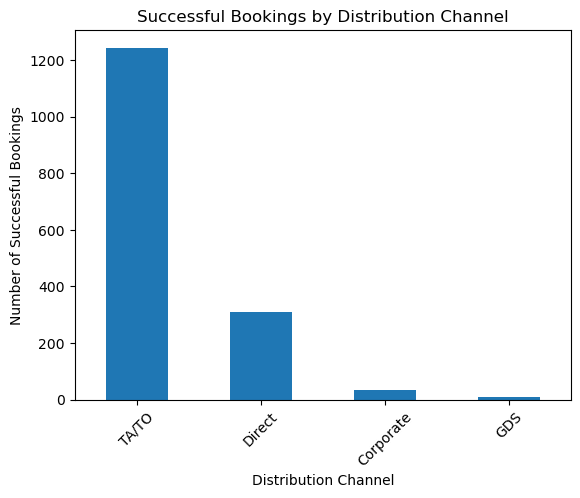 Successful Bookings by Distribution Channel
Number of Successful Bookings
1200
1000
800
600
400
200
0
TA/TO
Direct
Corporate
GDS
Distribution Channel